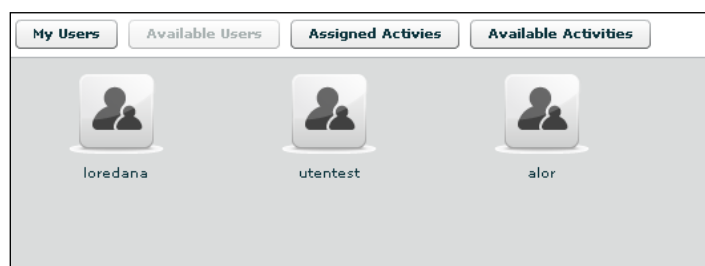 My Users Available Users Assigned Activies Available Activities
loredana utentest alor